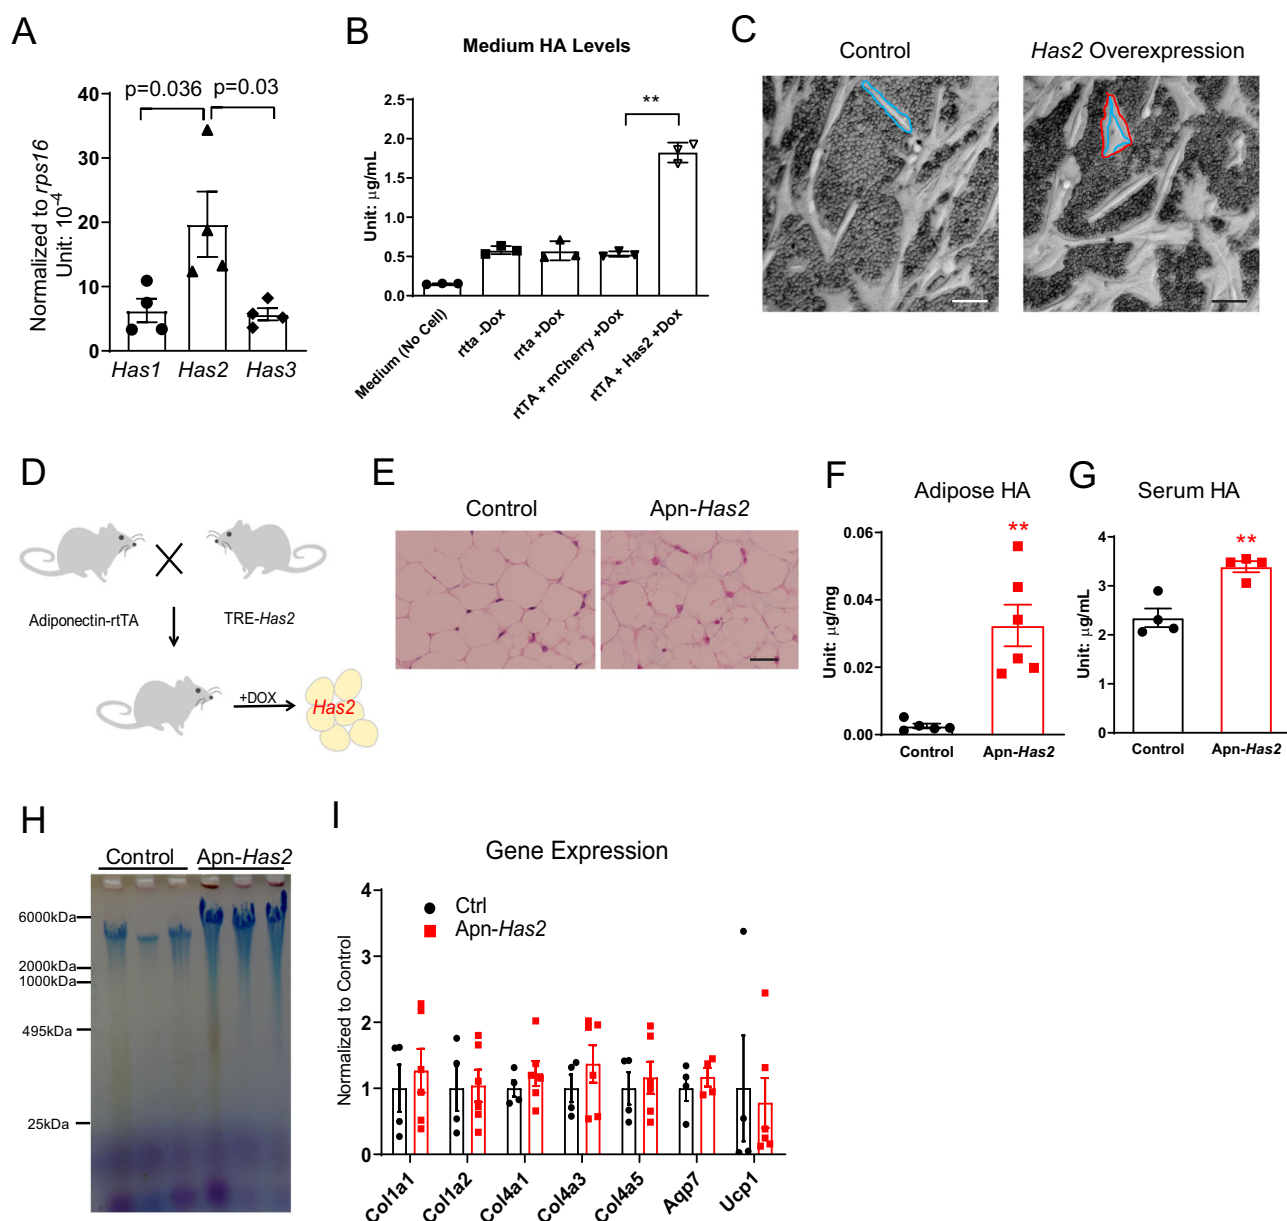 A
p=0.036
p=0.03
Normalized to rps16
Unit: 10-4
40
30
20
10
0
Has1
Has2
Has3
B
Medium HA Levels
**
Unit: µg/mL
2.5
2.0
1.5
1.0
0.5
0.0
Medium (No Cell)
rtta -Dox
rrta +Dox
rtTA + mCherry +Dox
rtTA + Has2 +Dox
C
Control
Has2 Overexpression
D
Adiponectin-rtTA
TRE-Has2
+DOX
Has2
E
Control
Apn-Has2
F
Adipose HA
**
Unit: µg/mg
0.06
0.04
0.02
0.00
Control
Apn-Has2
G
Serum HA
**
Unit: µg/mL
4
3
2
1
0
Control
Apn-Has2
H
Control
Apn-Has2
6000kDa
2000kDa
1000kDa
495kDa
25kDa
I
Gene Expression
Ctrl
Apn-Has2
Normalized to Control
4
3
2
1
0
Col1a1
Col1a2
Col4a1
Col4a3
Col4a5
Aqp7
Ucp1